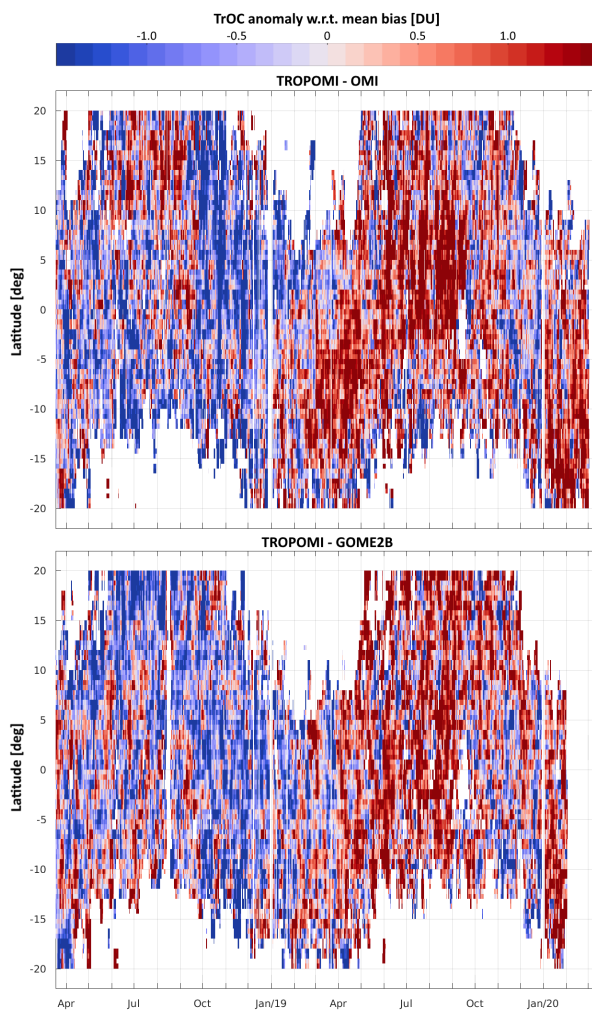 TrOC anomaly w.r.t. mean bias [DU]
-1.0 -0.5 0 0.5 1.0
TROPOMI - OMI
20
15
10
5
0
-5
-10
-15
-20
Latitude [deg]
TROPOMI - GOME2B
20
15
10
5
0
-5
-10
-15
-20
Latitude [deg]
Apr Jul Oct Jan/19 Apr Jul Oct Jan/20